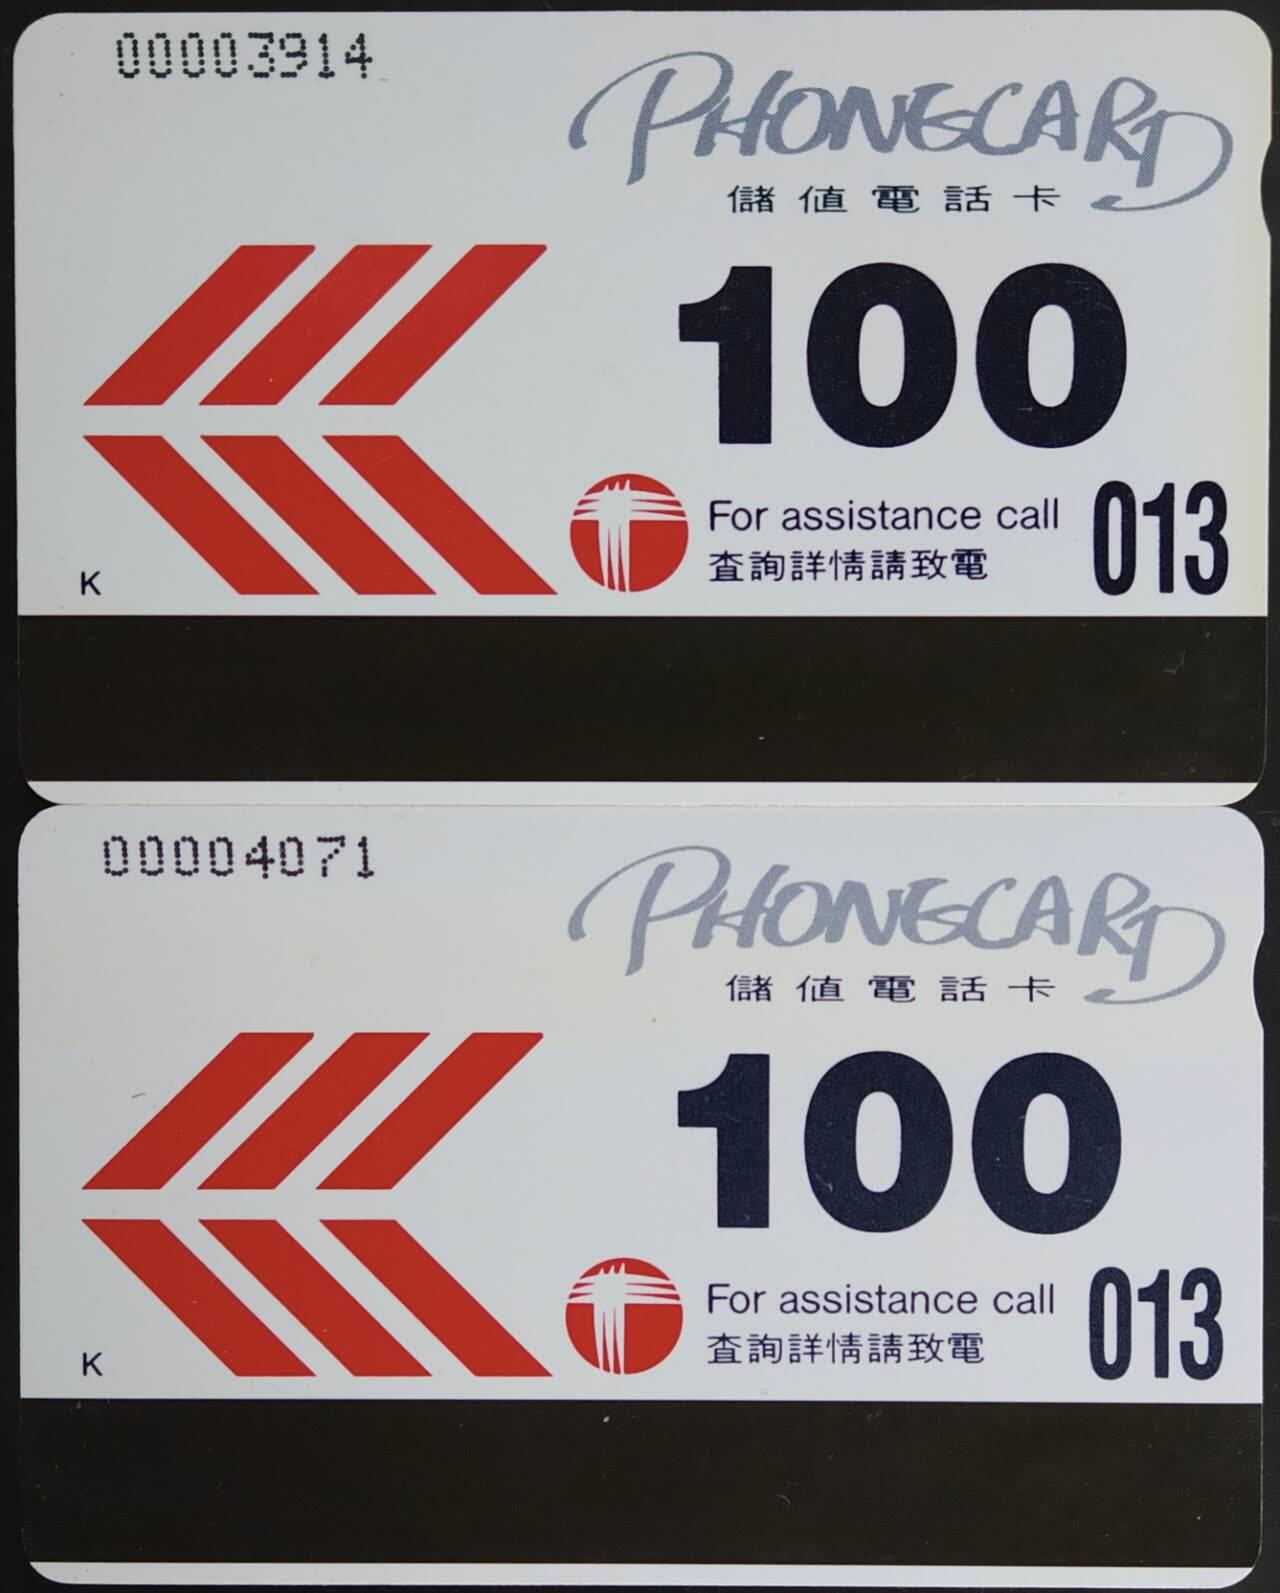 00003914
PHONECARD
儲值電話卡
100
For assistance call
查詢詳情請致電
013
K
00004071
PHONECARD
儲值電話卡
100
For assistance call
查詢詳情請致電
013
K